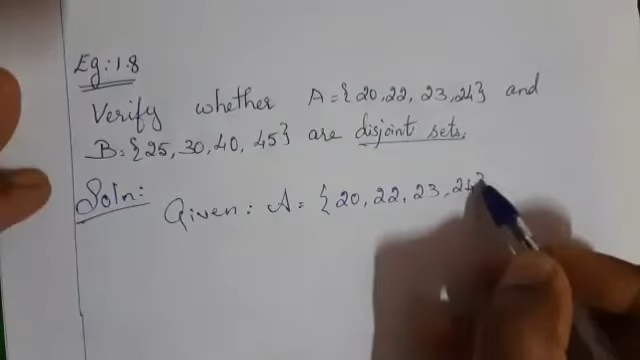 Eg: 1.8
Verify whether A={20,22, 23,24} and
B={25, 30, 40, 45} are disjoint sets.
Soln:
Given: A = {20, 22, 23, 24}